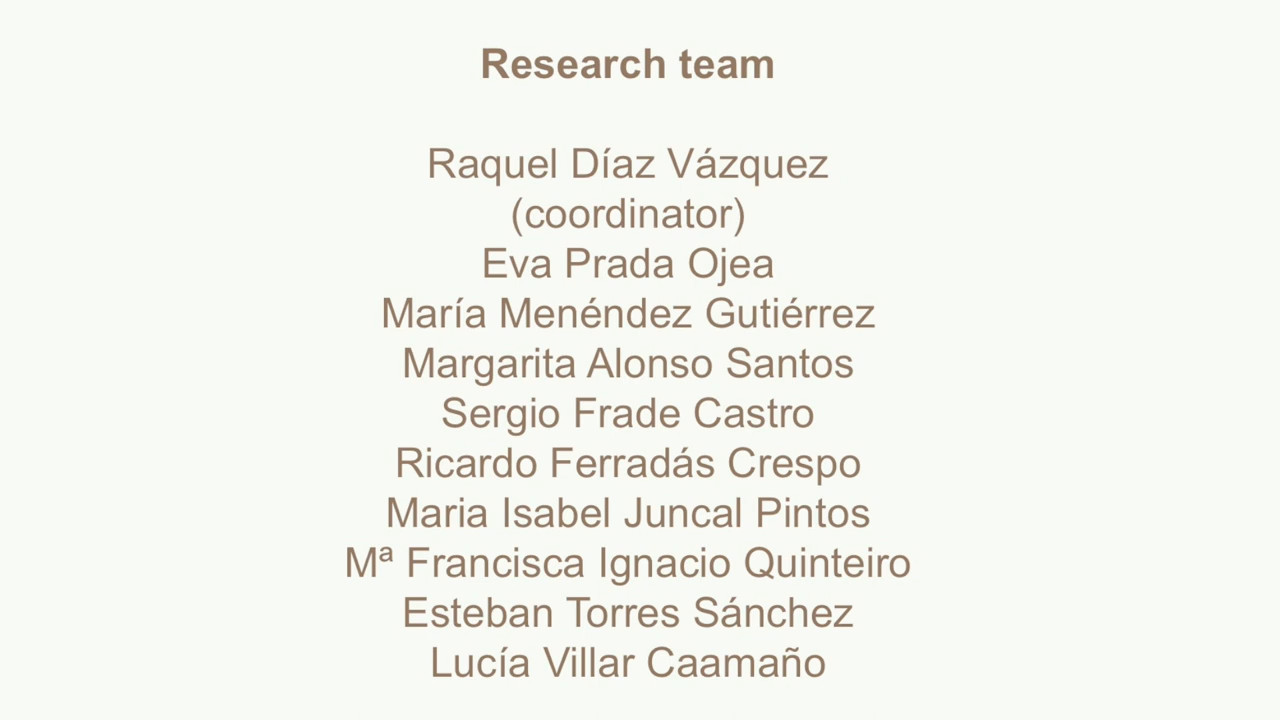 Research team
Raquel Díaz Vázquez
(coordinator)
Eva Prada Ojea
María Menéndez Gutiérrez
Margarita Alonso Santos
Sergio Frade Castro
Ricardo Ferradás Crespo
Maria Isabel Juncal Pintos
Mª Francisca Ignacio Quinteiro
Esteban Torres Sánchez
Lucía Villar Caamaño